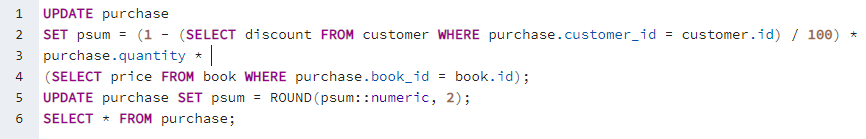 1 UPDATE purchase
2 SET psum = (1 - (SELECT discount FROM customer WHERE purchase.customer_id = customer.id) / 100) *
3 purchase.quantity *
4 (SELECT price FROM book WHERE purchase.book_id = book.id);
5 UPDATE purchase SET psum = ROUND(psum::numeric, 2);
6 SELECT * FROM purchase;